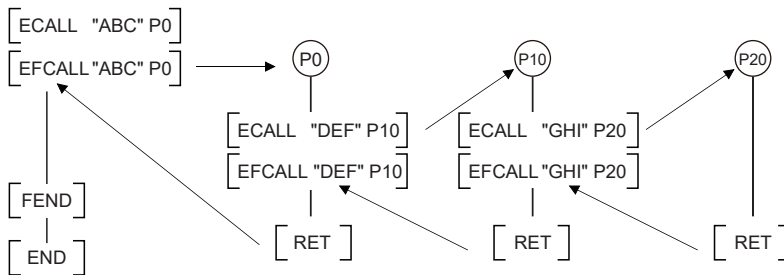 [ECALL "ABC" P0]
[EFCALL "ABC" P0]
[FEND]
[END]
P0
[ECALL "DEF" P10]
[EFCALL "DEF" P10]
[RET]
P10
[ECALL "GHI" P20]
[EFCALL "GHI" P20]
[RET]
P20
[RET]